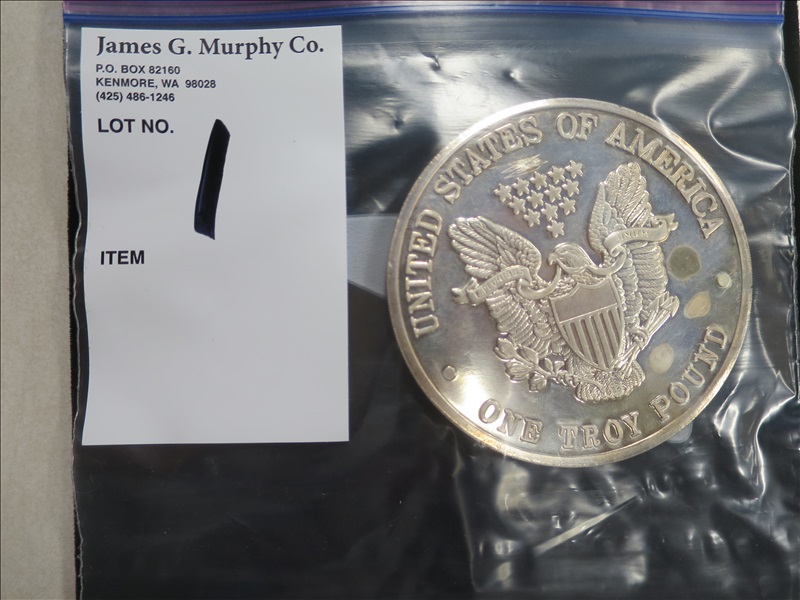 James G. Murphy Co.
P.O. BOX 82160
KENMORE, WA 98028
(425) 486-1246
LOT NO.
1
ITEM
UNITED STATES OF AMERICA
ONE TROY POUND